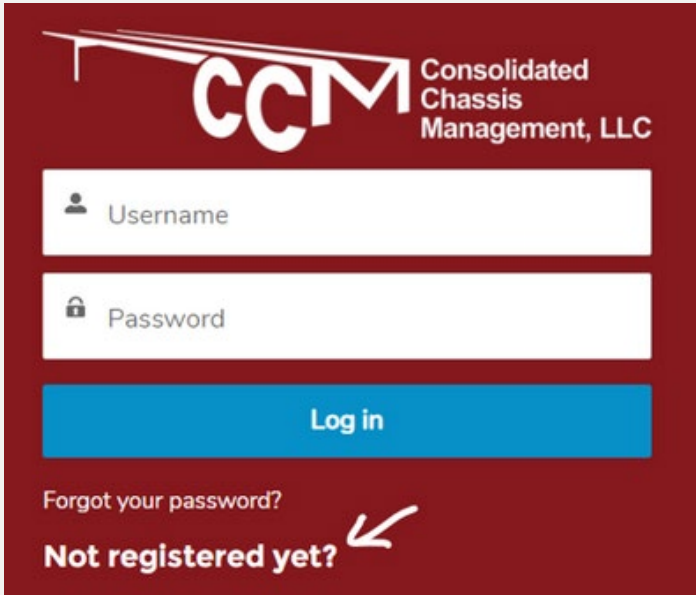 CCM
Consolidated
Chassis
Management, LLC
Username
Password
Log in
Forgot your password?
Not registered yet?